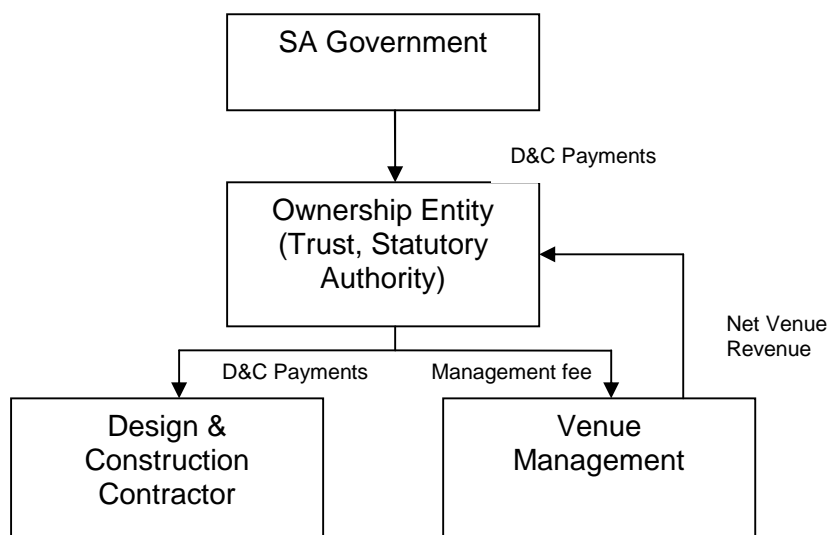 SA Government
D&C Payments
Ownership Entity
(Trust, Statutory
Authority)
Net Venue
Revenue
D&C Payments
Management fee
Design &
Construction
Contractor
Venue
Management